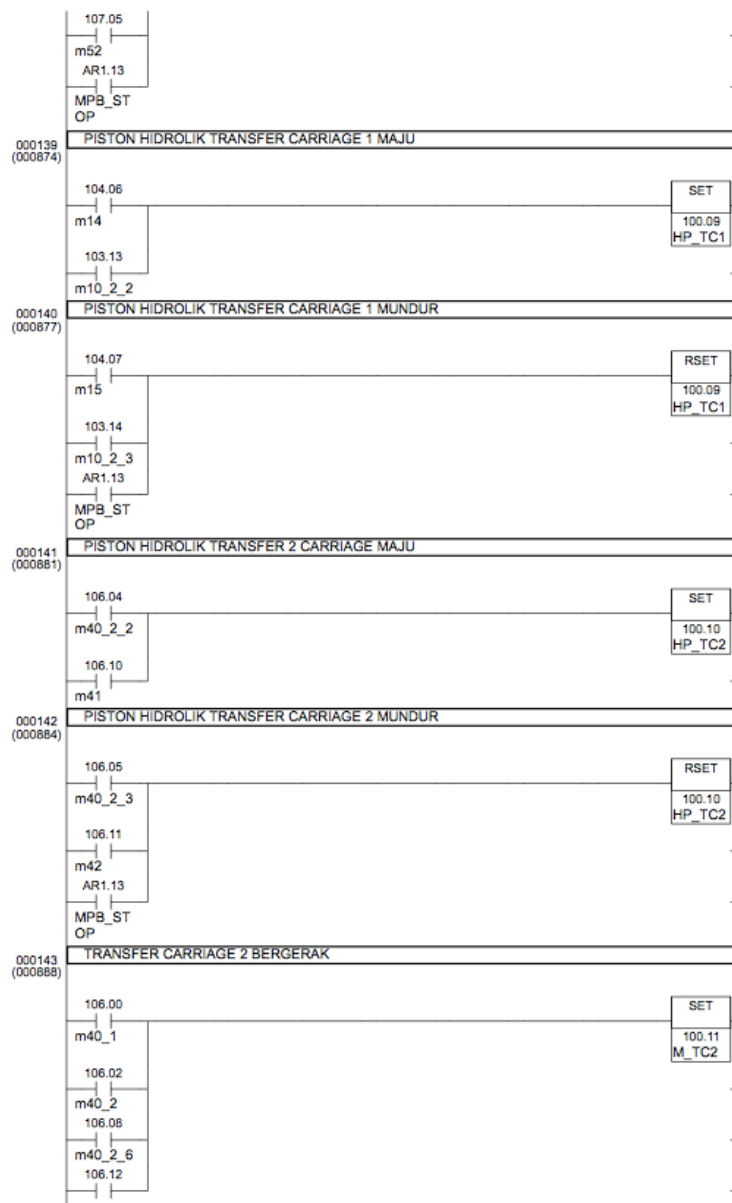 107.05
m52
AR1.13
MPB_ST
OP
000139
(000874)
PISTON HIDROLIK TRANSFER CARRIAGE 1 MAJU
104.06
m14
SET
100.09
HP_TC1
103.13
m10_2_2
000140
(000877)
PISTON HIDROLIK TRANSFER CARRIAGE 1 MUNDUR
104.07
m15
RSET
100.09
HP_TC1
103.14
m10_2_3
AR1.13
MPB_ST
OP
000141
(000881)
PISTON HIDROLIK TRANSFER 2 CARRIAGE MAJU
106.04
m40_2_2
SET
100.10
HP_TC2
106.10
m41
000142
(000884)
PISTON HIDROLIK TRANSFER CARRIAGE 2 MUNDUR
106.05
m40_2_3
RSET
100.10
HP_TC2
106.11
m42
AR1.13
MPB_ST
OP
000143
(000888)
TRANSFER CARRIAGE 2 BERGERAK
106.00
m40_1
SET
100.11
M_TC2
106.02
m40_2
106.08
m40_2_6
106.12